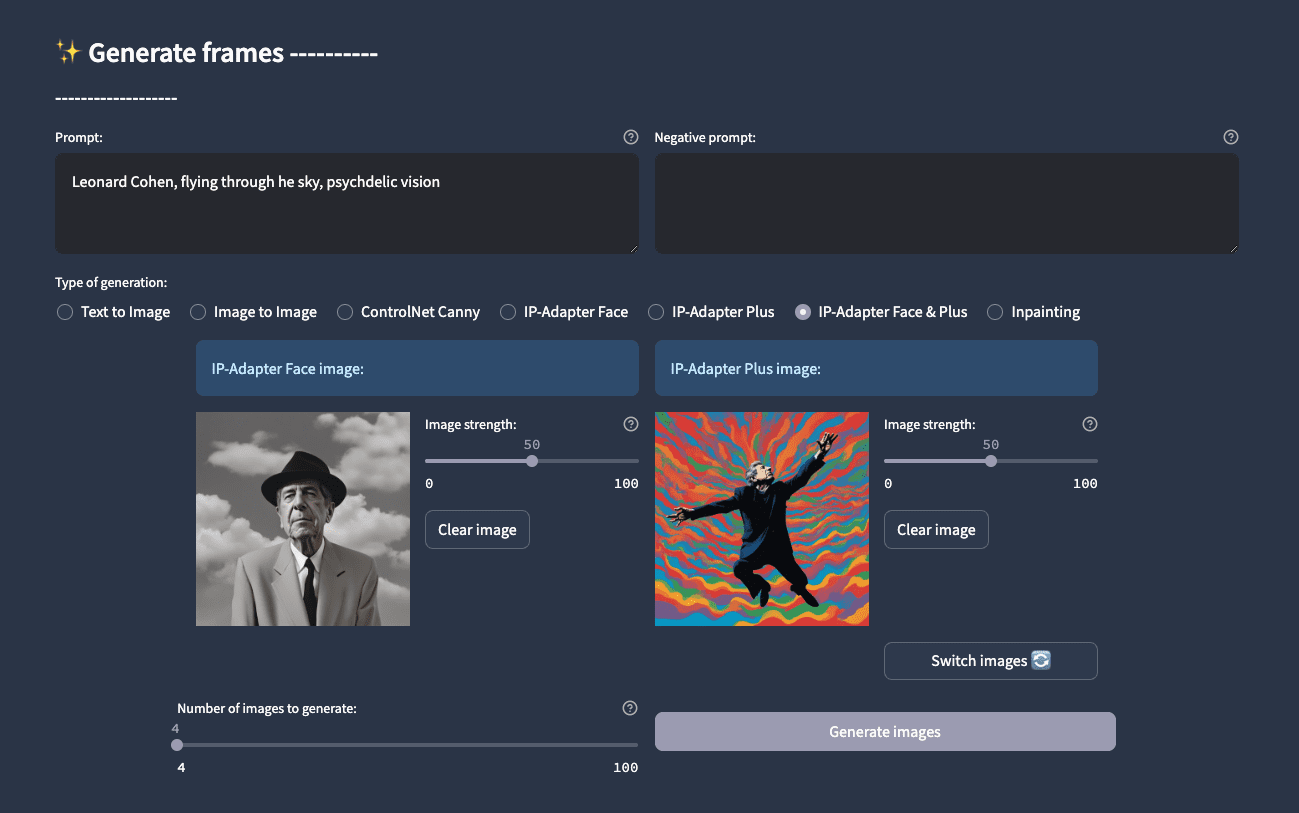 ✨ Generate frames ----------
-------------------
Prompt:
Negative prompt:
Leonard Cohen, flying through he sky, psychdelic vision
Type of generation:
Text to Image Image to Image ControlNet Canny IP-Adapter Face IP-Adapter Plus IP-Adapter Face & Plus Inpainting
IP-Adapter Face image:
IP-Adapter Plus image:
Image strength:
50
0 100
Clear image
Image strength:
50
0 100
Clear image
Switch images 🔄
Number of images to generate:
4
4 100
Generate images